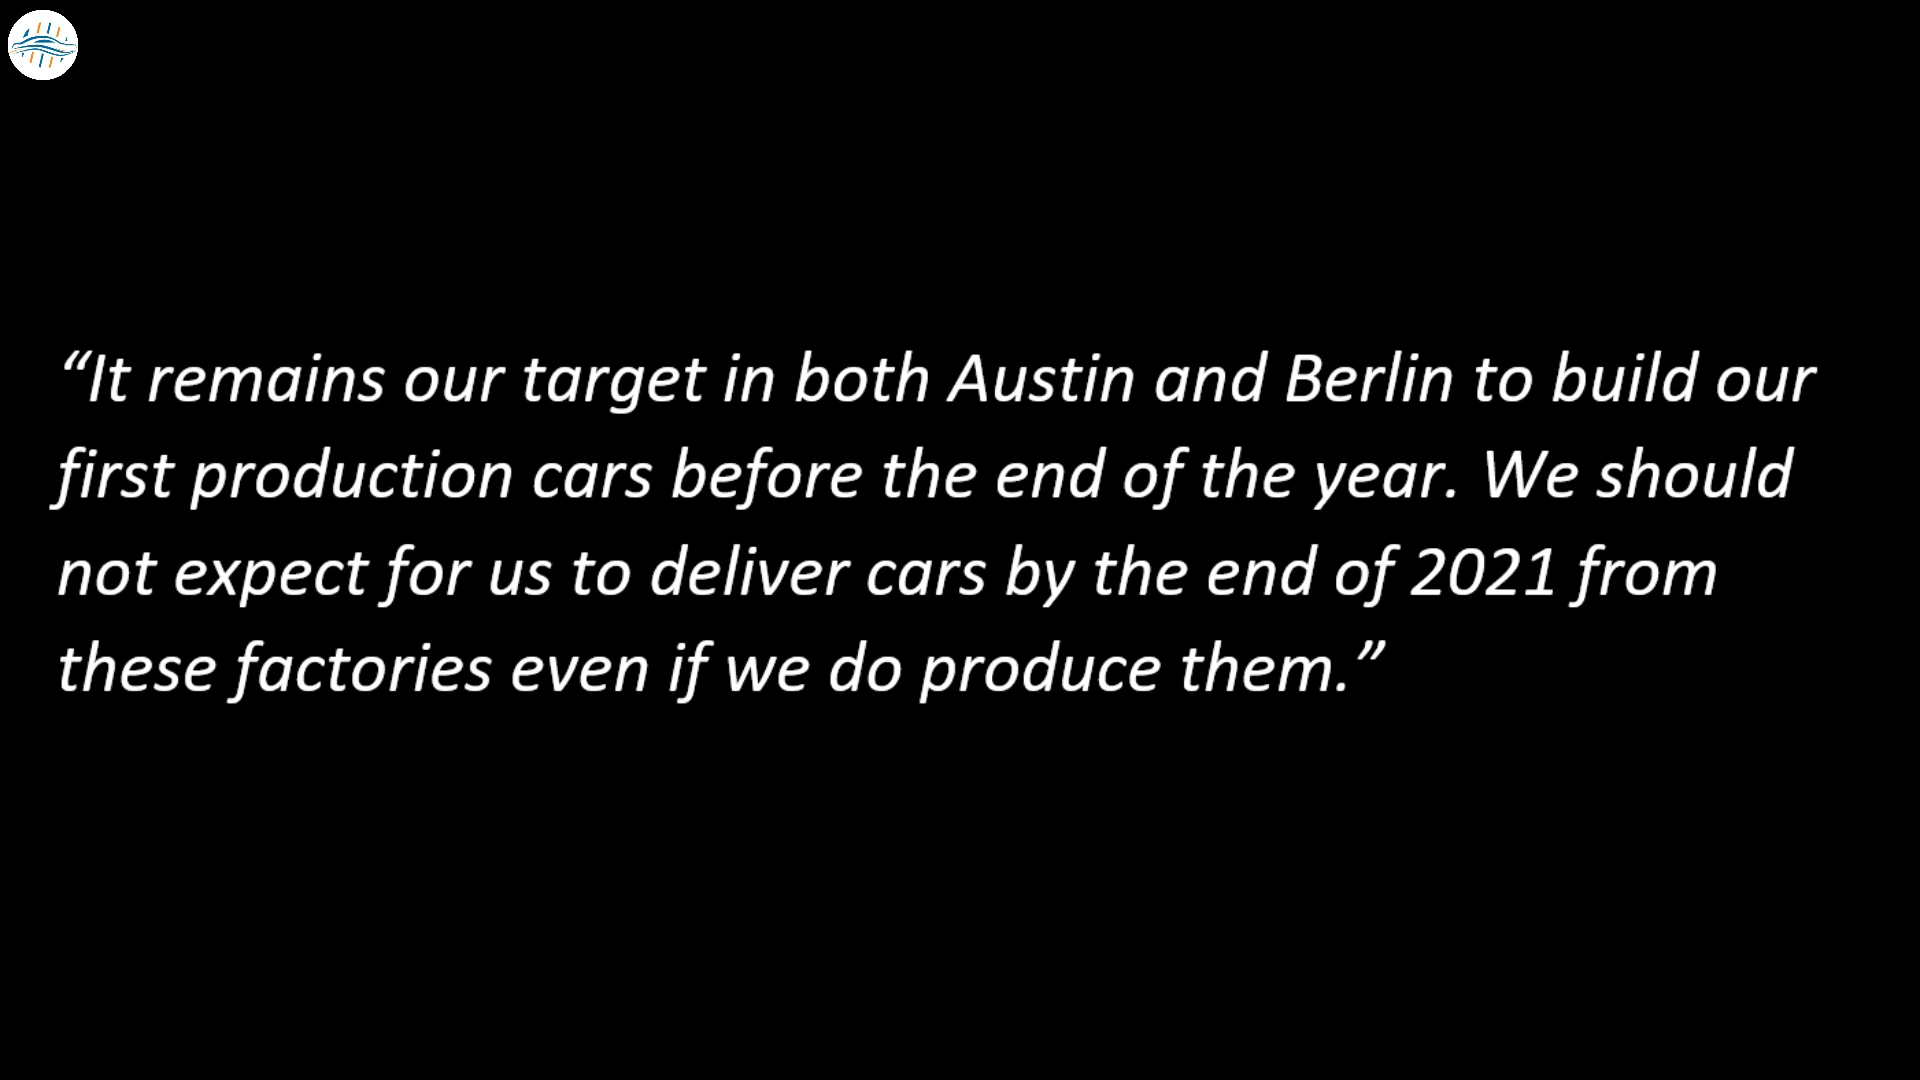 “It remains our target in both Austin and Berlin to build our
first production cars before the end of the year. We should
not expect for us to deliver cars by the end of 2021 from
these factories even if we do produce them.”